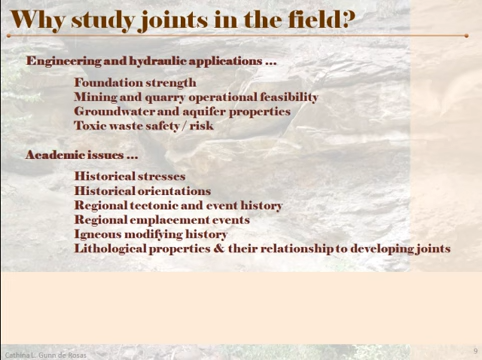 Why study joints in the field?
Engineering and hydraulic applications ...
Foundation strength
Mining and quarry operational feasibility
Groundwater and aquifer properties
Toxic waste safety / risk
Academic issues ...
Historical stresses
Historical orientations
Regional tectonic and event history
Regional emplacement events
Igneous modifying history
Lithological properties & their relationship to developing joints
Cathina L. Gunn de Rosas
9